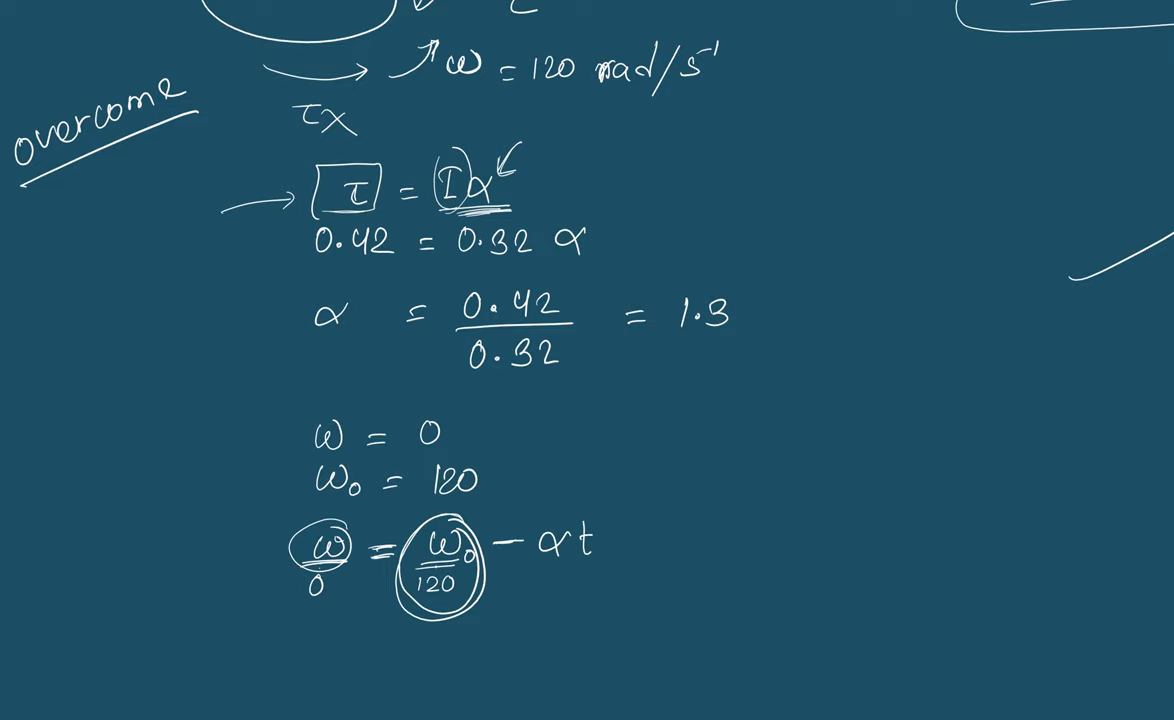 ω = 120 rad/s⁻¹
overcome
τx
τ = (I)α
0.42 = 0.32 α
α = 0.42 / 0.32 = 1.3
ω = 0
ω₀ = 120
ω = ω₀ - αt
0 120